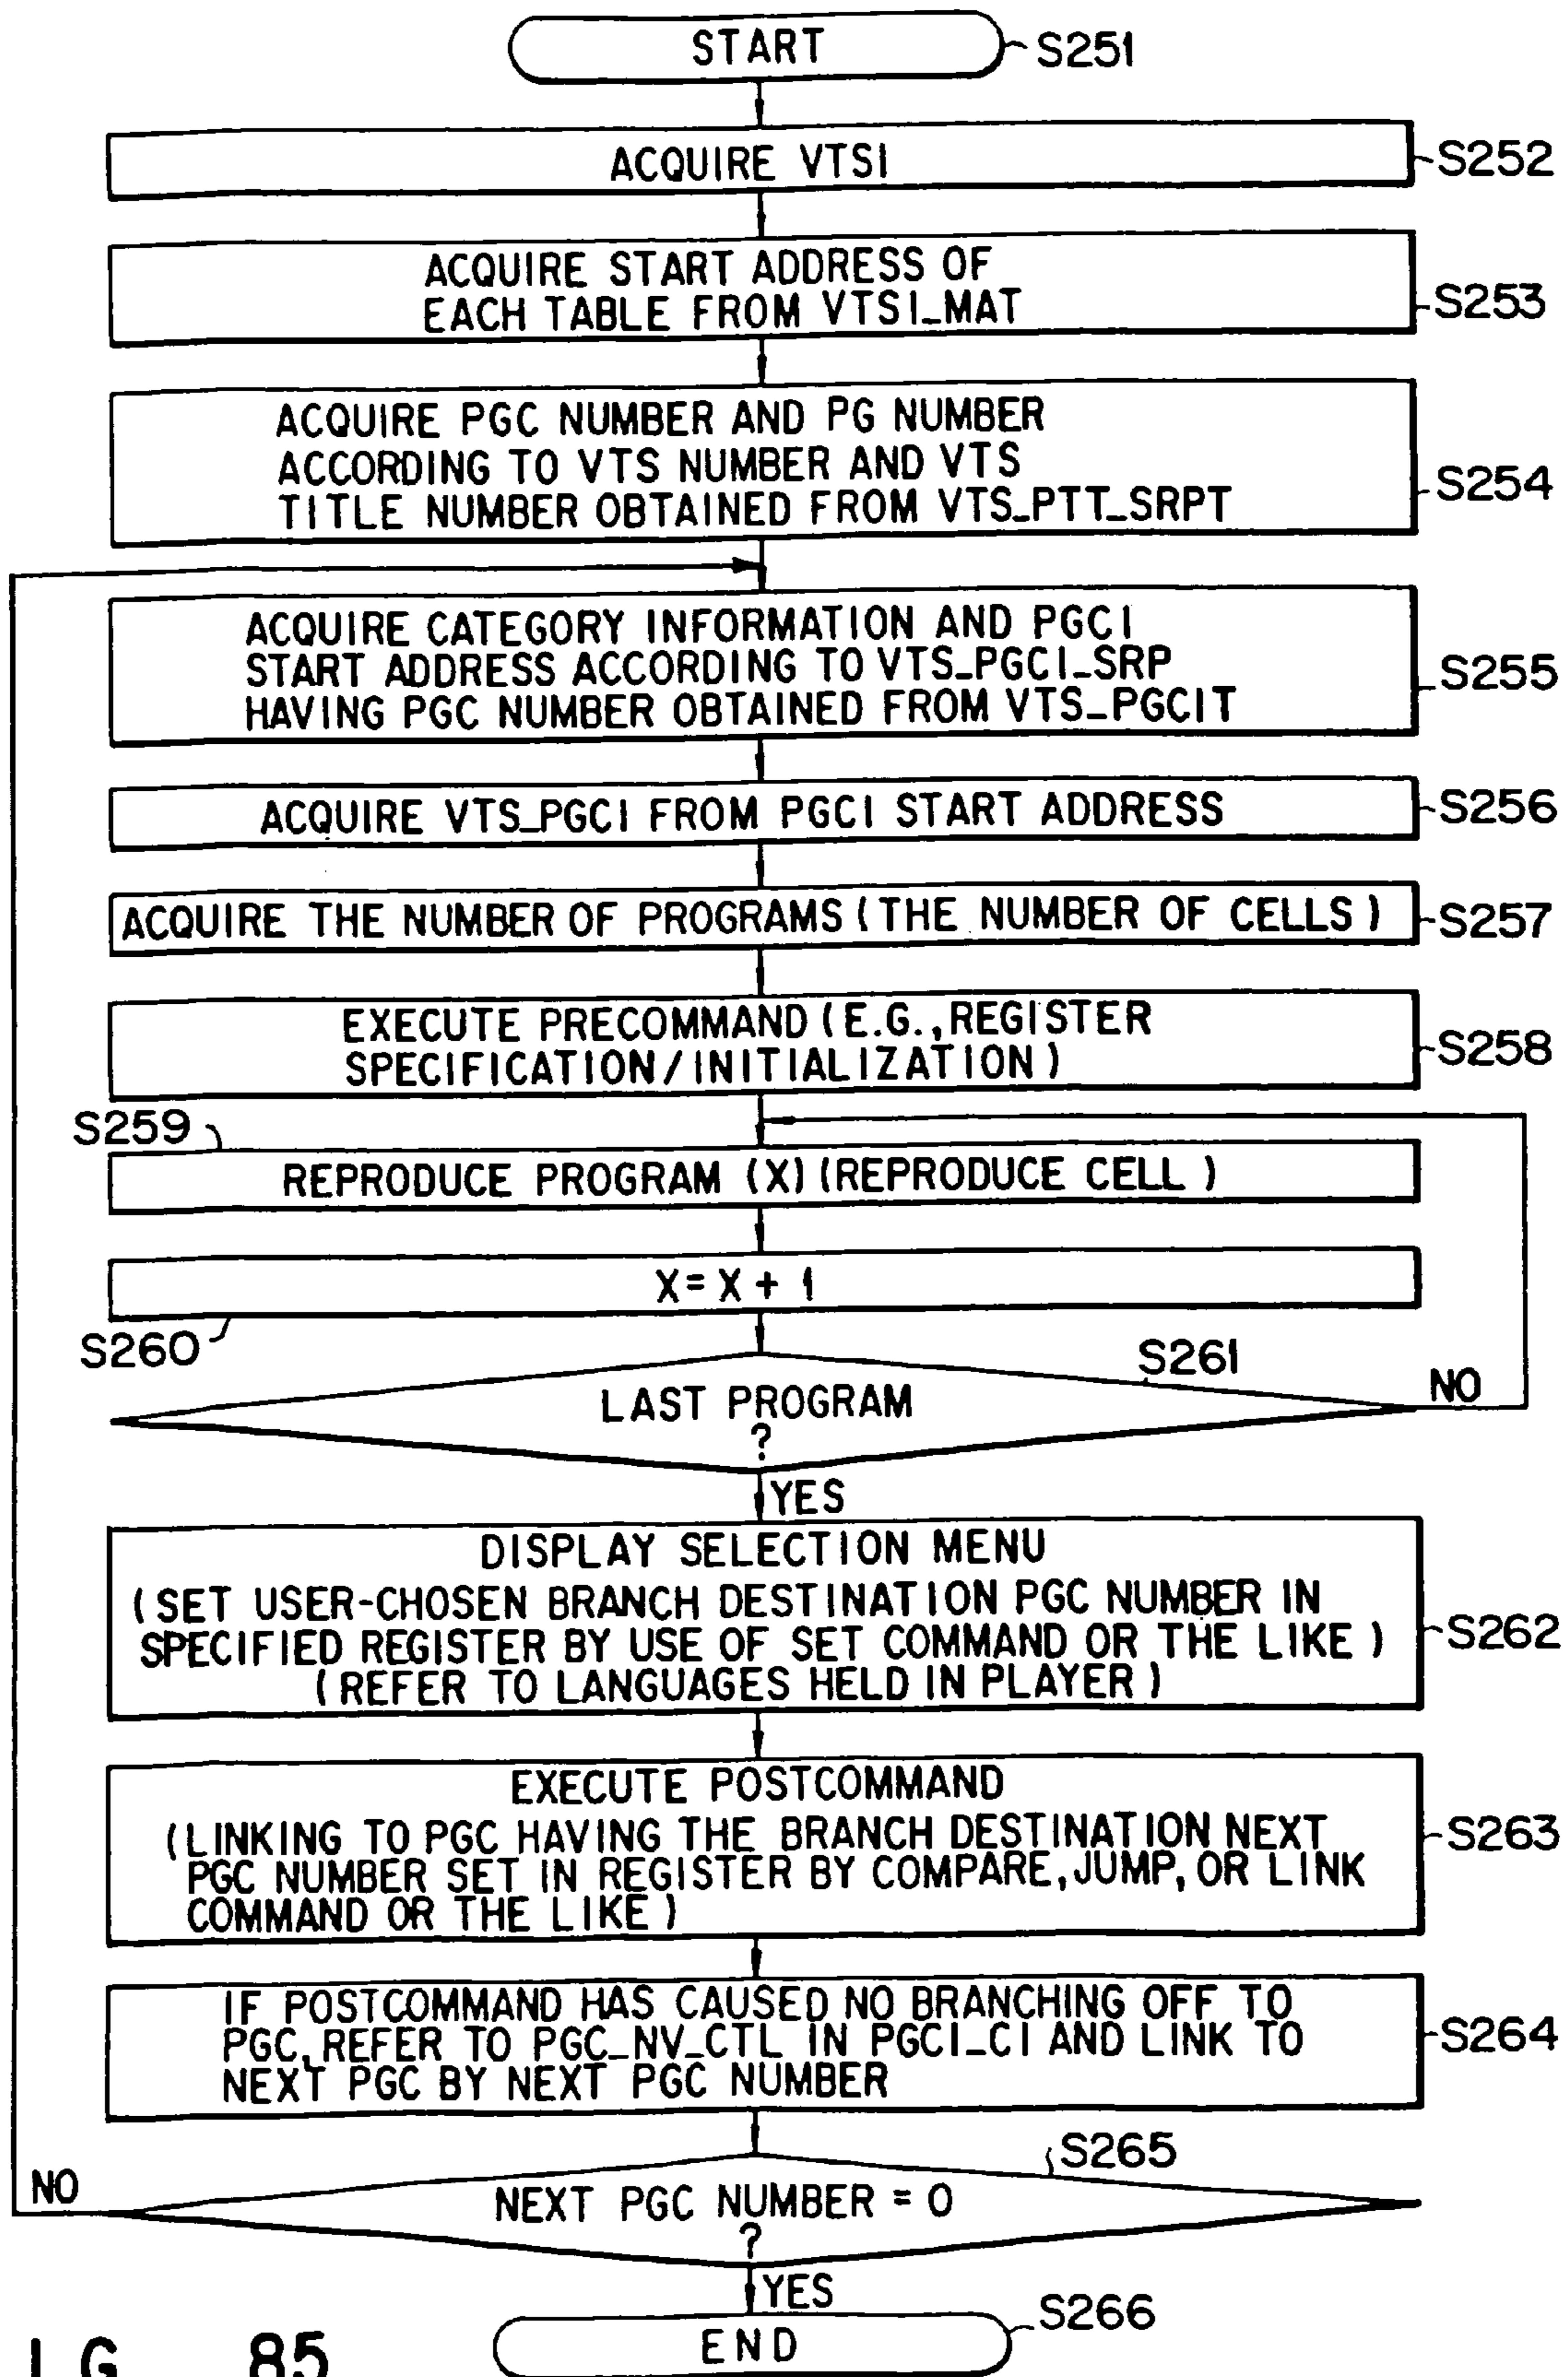 START
S251
ACQUIRE VTSI
S252
ACQUIRE START ADDRESS OF
EACH TABLE FROM VTSI_MAT
S253
ACQUIRE PGC NUMBER AND PG NUMBER
ACCORDING TO VTS NUMBER AND VTS
TITLE NUMBER OBTAINED FROM VTS_PTT_SRPT
S254
ACQUIRE CATEGORY INFORMATION AND PGCI
START ADDRESS ACCORDING TO VTS_PGCI_SRP
HAVING PGC NUMBER OBTAINED FROM VTS_PGCIT
S255
ACQUIRE VTS_PGCI FROM PGCI START ADDRESS
S256
ACQUIRE THE NUMBER OF PROGRAMS (THE NUMBER OF CELLS)
S257
EXECUTE PRECOMMAND (E.G., REGISTER
SPECIFICATION/INITIALIZATION)
S258
S259
REPRODUCE PROGRAM (X) (REPRODUCE CELL)
X = X + 1
S260
S261
LAST PROGRAM
?
NO
YES
DISPLAY SELECTION MENU
(SET USER-CHOSEN BRANCH DESTINATION PGC NUMBER IN
SPECIFIED REGISTER BY USE OF SET COMMAND OR THE LIKE)
(REFER TO LANGUAGES HELD IN PLAYER)
S262
EXECUTE POSTCOMMAND
(LINKING TO PGC HAVING THE BRANCH DESTINATION NEXT
PGC NUMBER SET IN REGISTER BY COMPARE, JUMP, OR LINK
COMMAND OR THE LIKE)
S263
IF POSTCOMMAND HAS CAUSED NO BRANCHING OFF TO
PGC, REFER TO PGC_NV_CTL IN PGCI_CI AND LINK TO
NEXT PGC BY NEXT PGC NUMBER
S264
S265
NO
NEXT PGC NUMBER = 0
?
YES
S266
END
IG 85